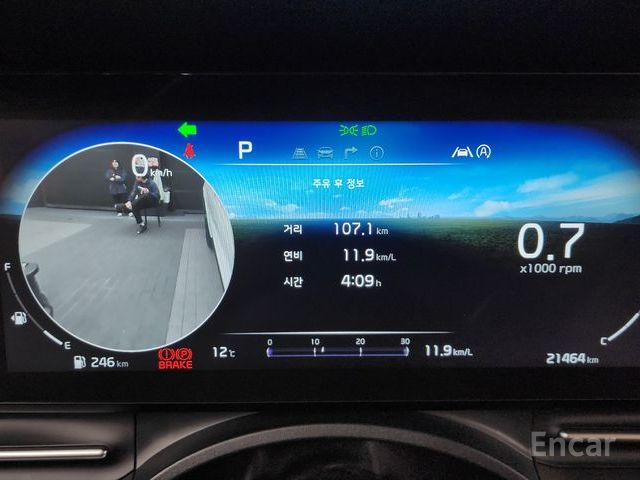 0 km/h
P
주유 후 정보
거리 107.1 km
연비 11.9 km/L
시간 4:09 h
0.7
x1000 rpm
F
E
C
246 km
BRAKE
12℃
0 10 20 30
11.9 km/L
21464 km
Encar